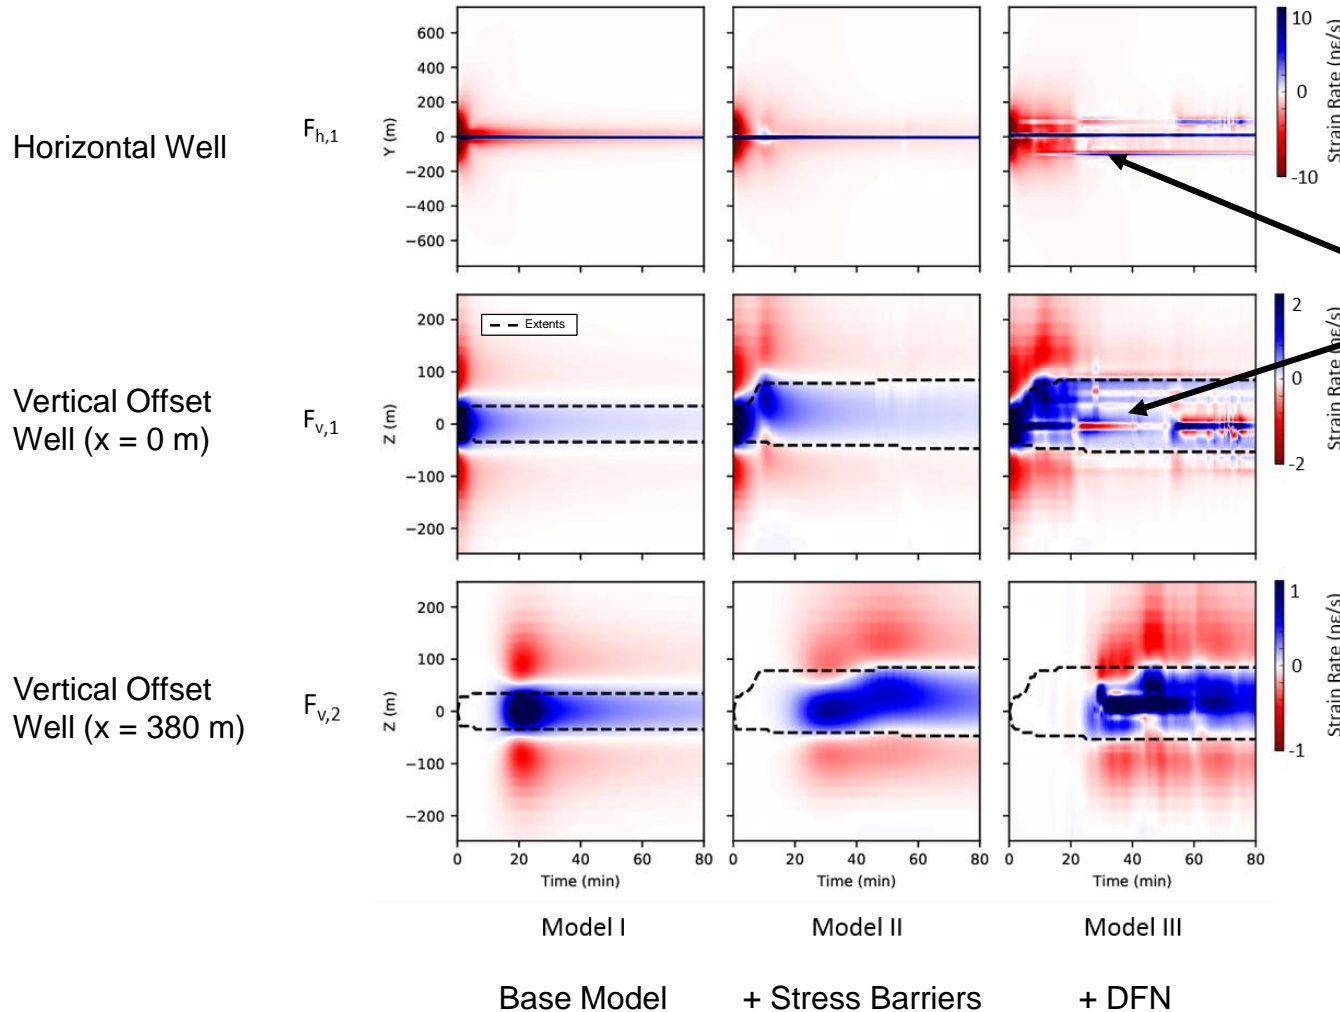 Horizontal Well
F_h,1
Y (m)
600
400
200
0
−200
−400
−600
10
0
-10
Strain Rate (nε/s)
Vertical Offset
Well (x = 0 m)
F_v,1
Z (m)
200
100
0
−100
−200
Extents
2
0
-2
Strain Rate (nε/s)
Vertical Offset
Well (x = 380 m)
F_v,2
Z (m)
200
100
0
−100
−200
1
0
-1
Strain Rate (nε/s)
0 20 40 60 80
0 20 40 60 80
0 20 40 60 80
Time (min)
Time (min)
Time (min)
Model I
Model II
Model III
Base Model
+ Stress Barriers
+ DFN